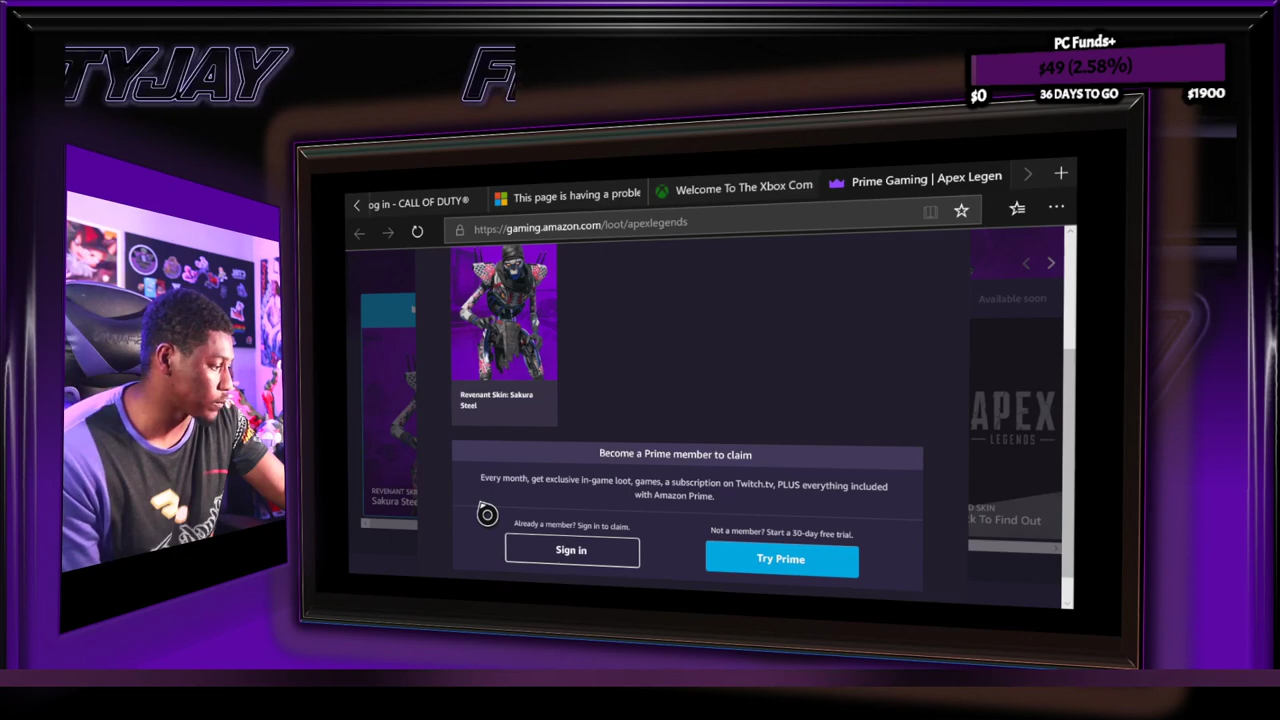 TYJAY
PC Funds+
$49 (2.58%)
$0
36 DAYS TO GO
$1900
og in - CALL OF DUTY®
This page is having a proble
Welcome To The Xbox Com
Prime Gaming | Apex Legen
https://gaming.amazon.com/loot/apexlegends
Available soon
Revenant Skin: Sakura
Steel
APEX
LEGENDS
REVENANT SKIN
Sakura Stee
D SKIN
ck To Find Out
Become a Prime member to claim
Every month, get exclusive in-game loot, games, a subscription on Twitch.tv, PLUS everything included
with Amazon Prime.
Already a member? Sign in to claim.
Sign in
Not a member? Start a 30-day free trial.
Try Prime